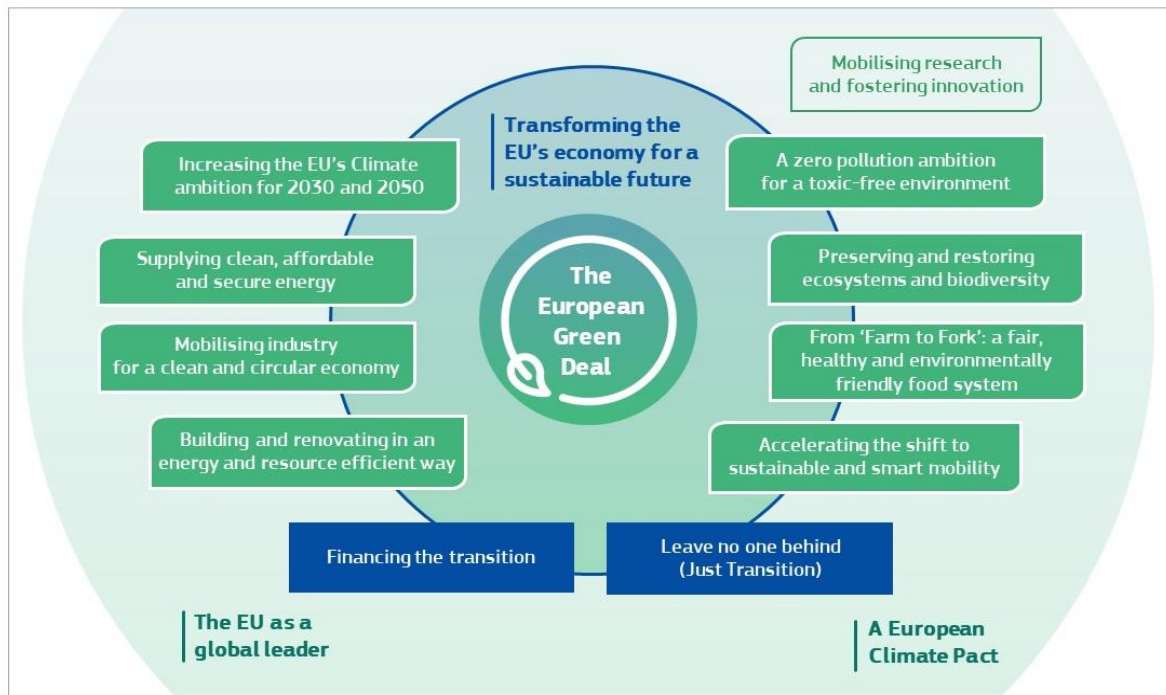 Mobilising research
and fostering innovation
Transforming the
EU's economy for a
sustainable future
Increasing the EU's Climate
ambition for 2030 and 2050
A zero pollution ambition
for a toxic-free environment
Supplying clean, affordable
and secure energy
Preserving and restoring
ecosystems and biodiversity
The
European
Green
Deal
Mobilising industry
for a clean and circular economy
From ‘Farm to Fork’: a fair,
healthy and environmentally
friendly food system
Building and renovating in an
energy and resource efficient way
Accelerating the shift to
sustainable and smart mobility
Financing the transition
Leave no one behind
(Just Transition)
The EU as a
global leader
A European
Climate Pact